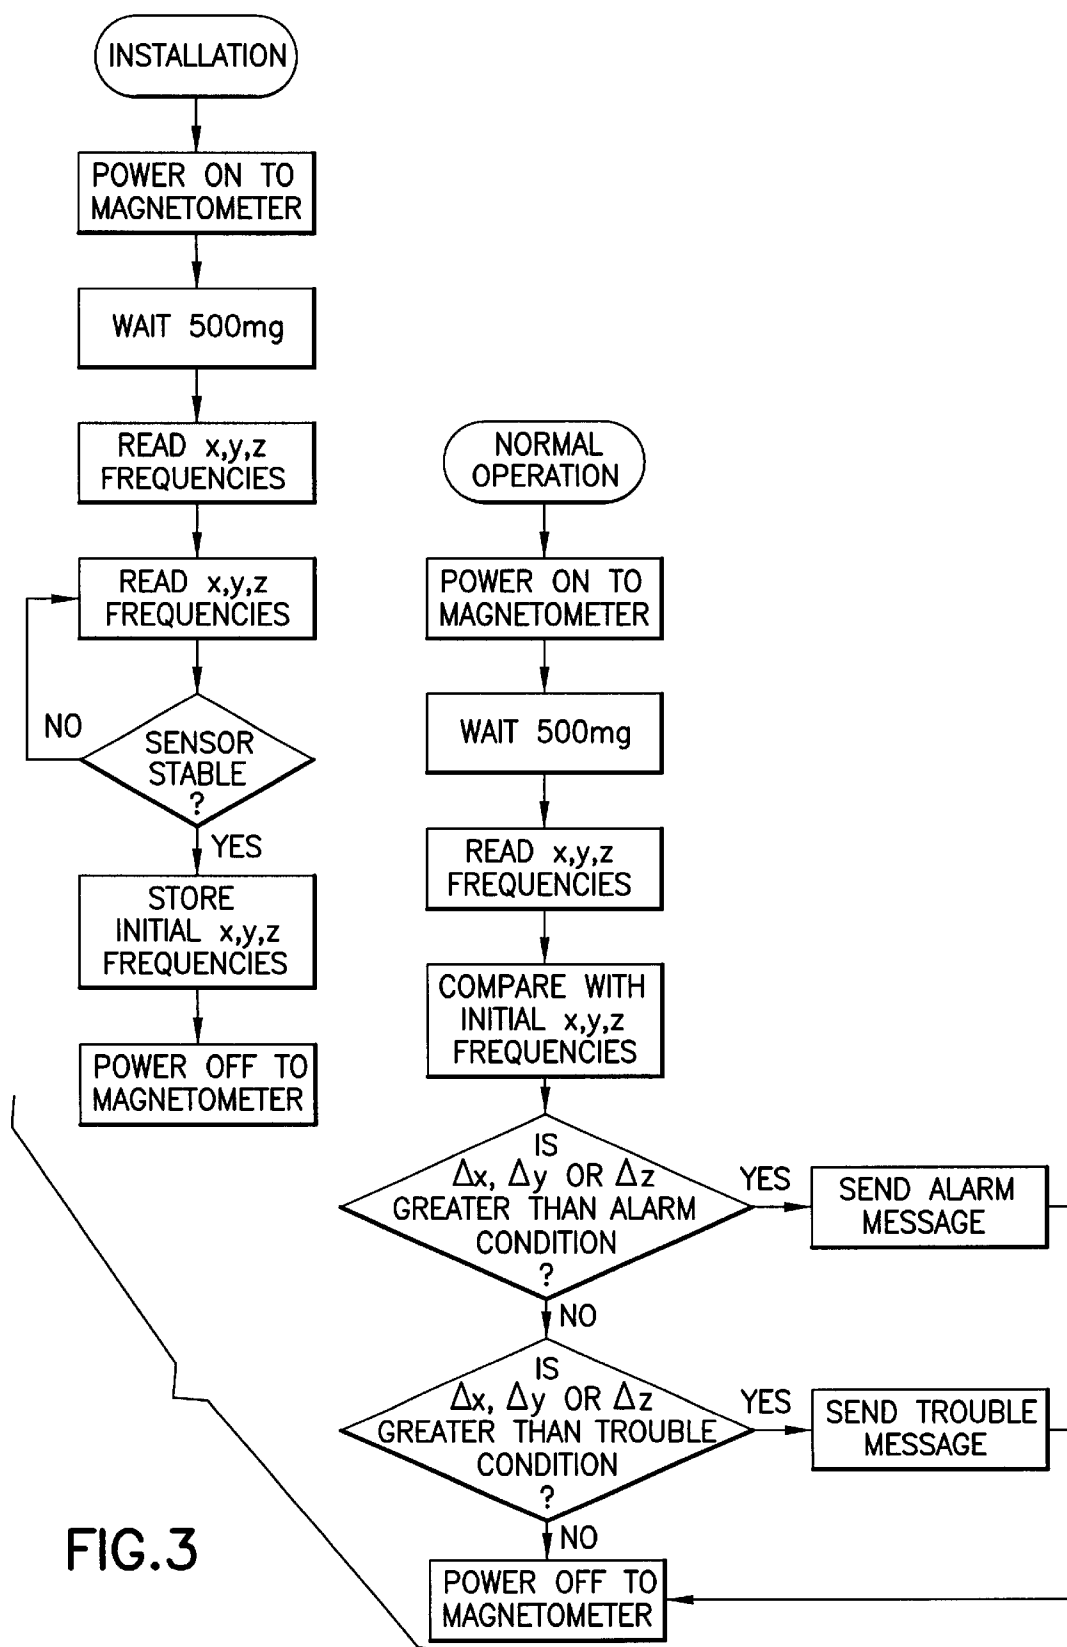 INSTALLATION
POWER ON TO
MAGNETOMETER
WAIT 500mg
READ x,y,z
FREQUENCIES
READ x,y,z
FREQUENCIES
NO
SENSOR
STABLE
?
YES
STORE
INITIAL x,y,z
FREQUENCIES
POWER OFF TO
MAGNETOMETER
NORMAL
OPERATION
POWER ON TO
MAGNETOMETER
WAIT 500mg
READ x,y,z
FREQUENCIES
COMPARE WITH
INITIAL x,y,z
FREQUENCIES
IS
Δx, Δy OR Δz
GREATER THAN ALARM
CONDITION
?
YES
SEND ALARM
MESSAGE
NO
IS
Δx, Δy OR Δz
GREATER THAN TROUBLE
CONDITION
?
YES
SEND TROUBLE
MESSAGE
NO
POWER OFF TO
MAGNETOMETER
FIG.3